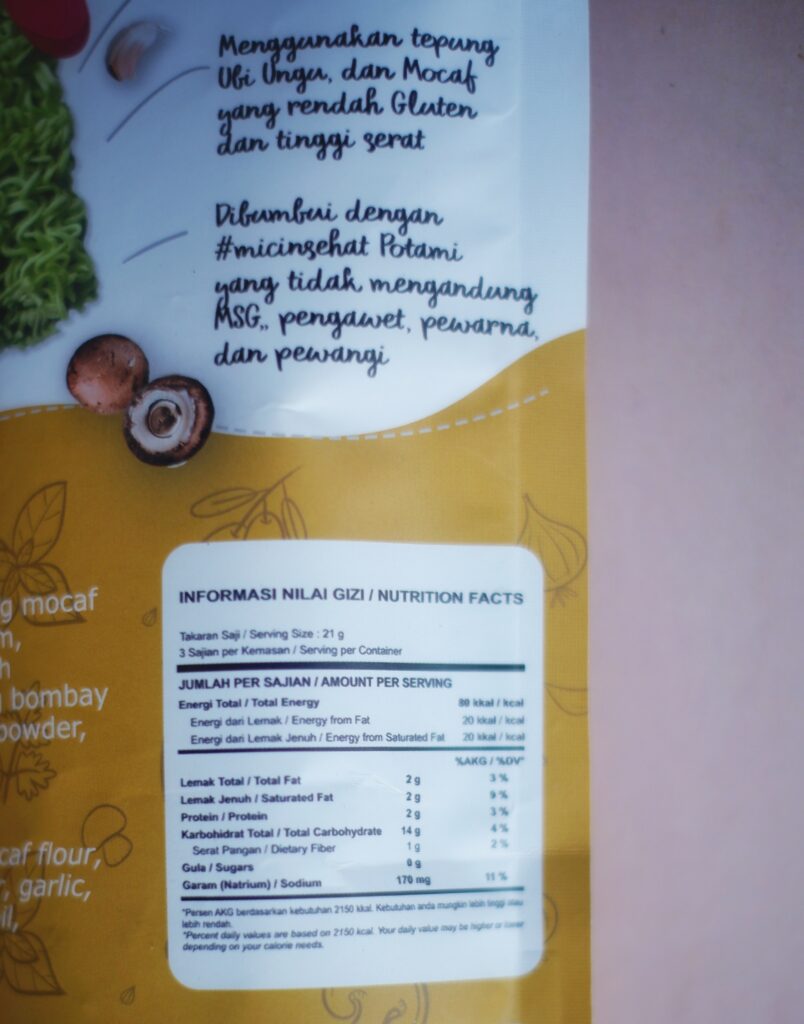 Menggunakan tepung
Ubi Ungu, dan Mocaf
yang rendah Gluten
dan tinggi serat
Dibumbui dengan
#micinsehat Potami
yang tidak mengandung
MSG,, pengawet, pewarna,
dan pewangi
g mocaf
m,
h
bombay
powder,
caf flour,
r, garlic,
il,
INFORMASI NILAI GIZI / NUTRITION FACTS
Takaran Saji / Serving Size : 21 g
3 Sajian per Kemasan / Serving per Container
JUMLAH PER SAJIAN / AMOUNT PER SERVING
Energi Total / Total Energy 80 kkal / kcal
Energi dari Lemak / Energy from Fat 20 kkal / kcal
Energi dari Lemak Jenuh / Energy from Saturated Fat 20 kkal / kcal
%AKG / %DV*
Lemak Total / Total Fat 2 g 3 %
Lemak Jenuh / Saturated Fat 2 g 9 %
Protein / Protein 2 g 3 %
Karbohidrat Total / Total Carbohydrate 14 g 4 %
Serat Pangan / Dietary Fiber 1 g 2 %
Gula / Sugars 0 g
Garam (Natrium) / Sodium 170 mg 11 %
*Persen AKG berdasarkan kebutuhan 2150 kkal. Kebutuhan anda mungkin lebih tinggi atau
lebih rendah.
*Percent daily values are based on 2150 kcal. Your daily value may be higher or lower
depending on your calorie needs.